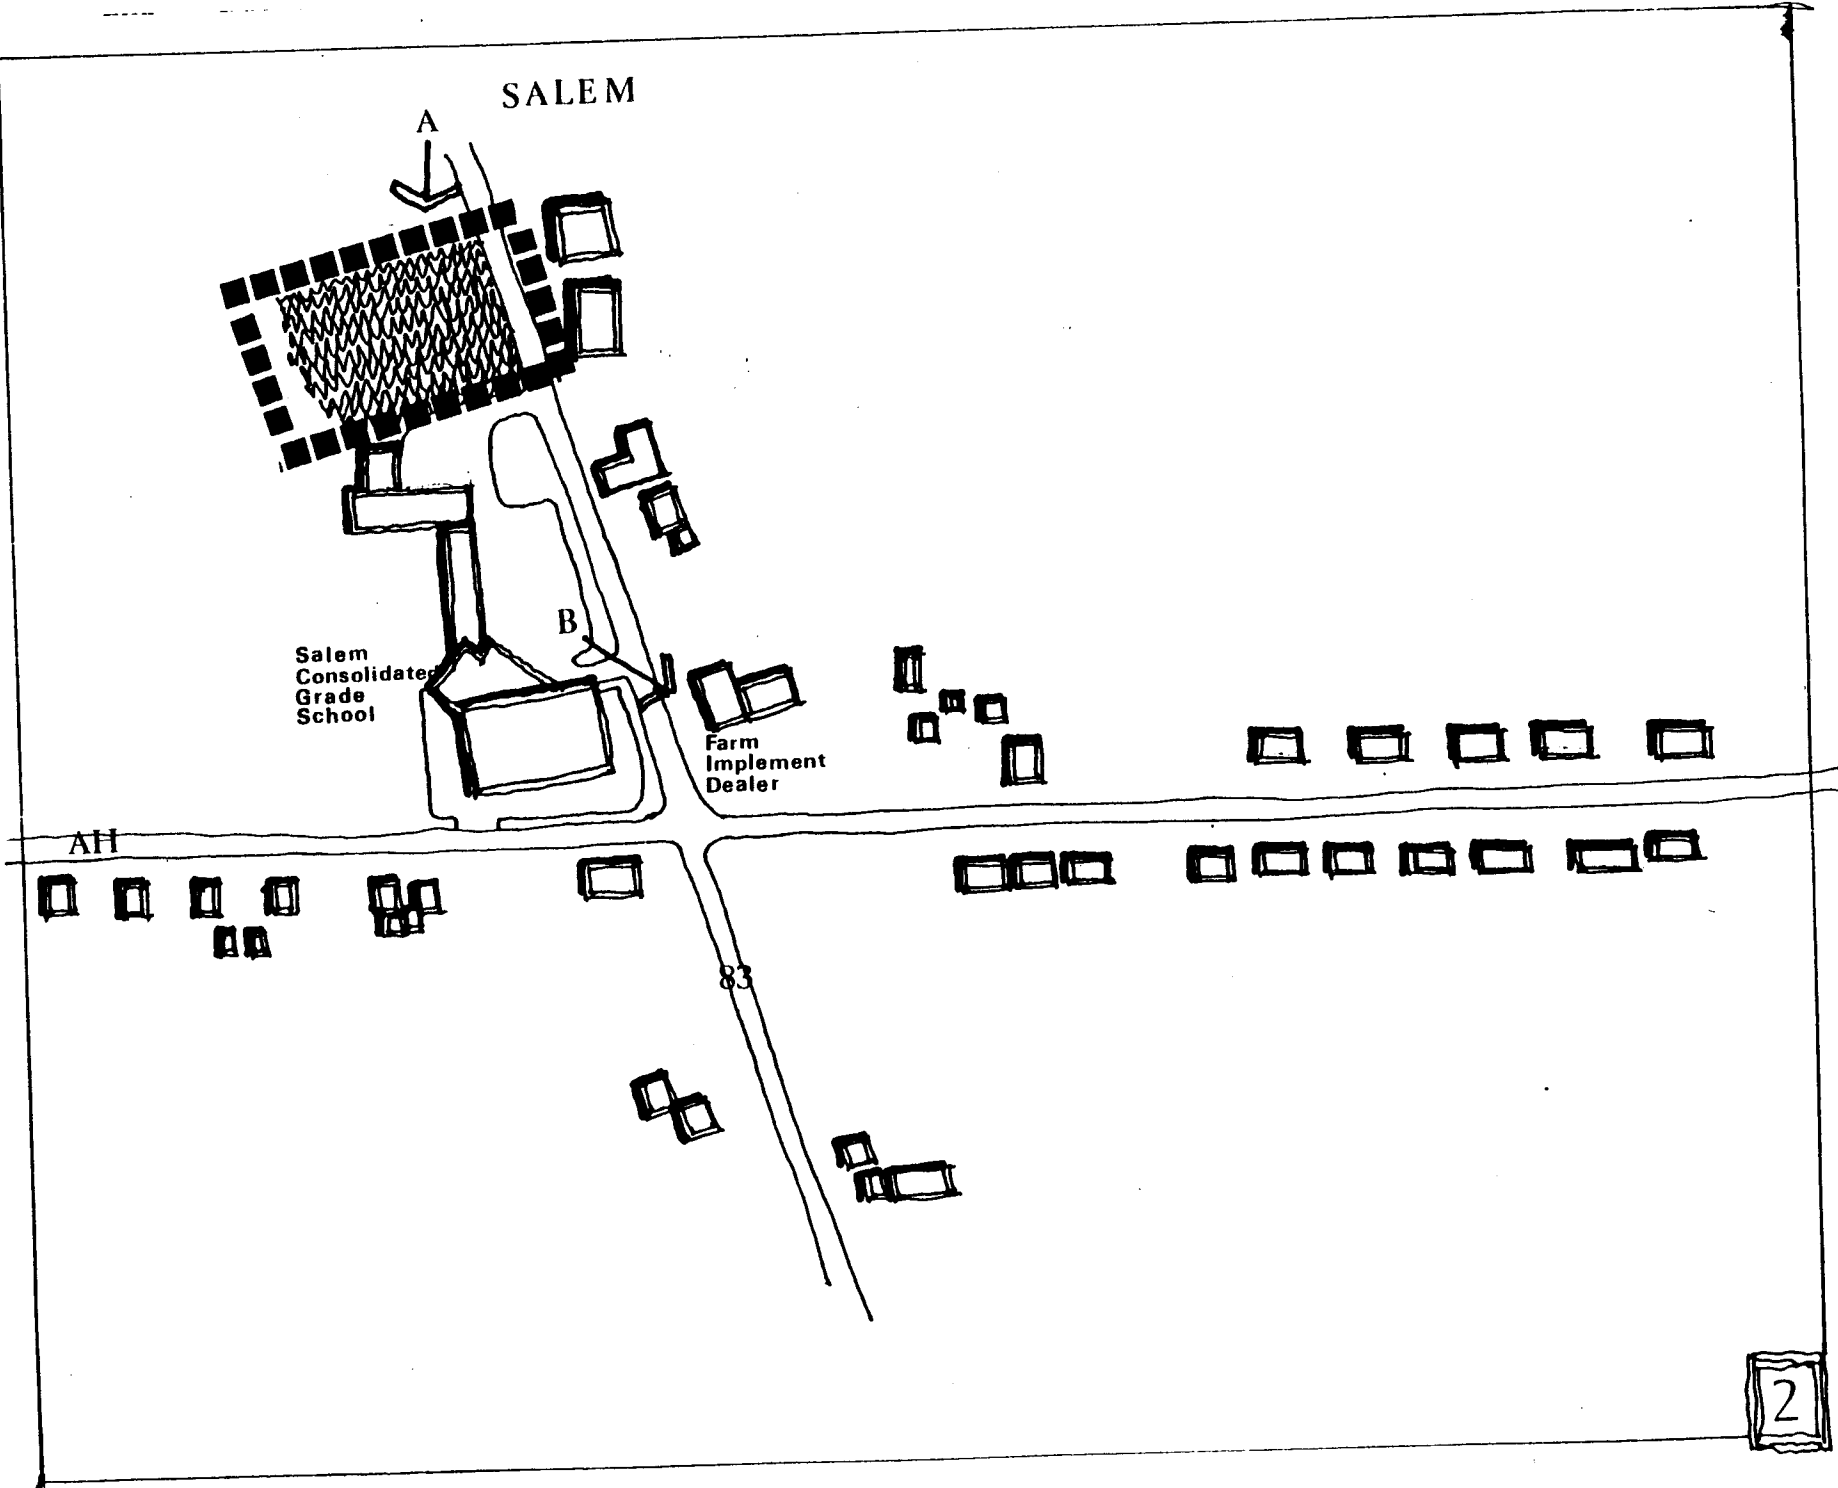 SALEM
A
B
Salem
Consolidated
Grade
School
Farm
Implement
Dealer
AH
83
2